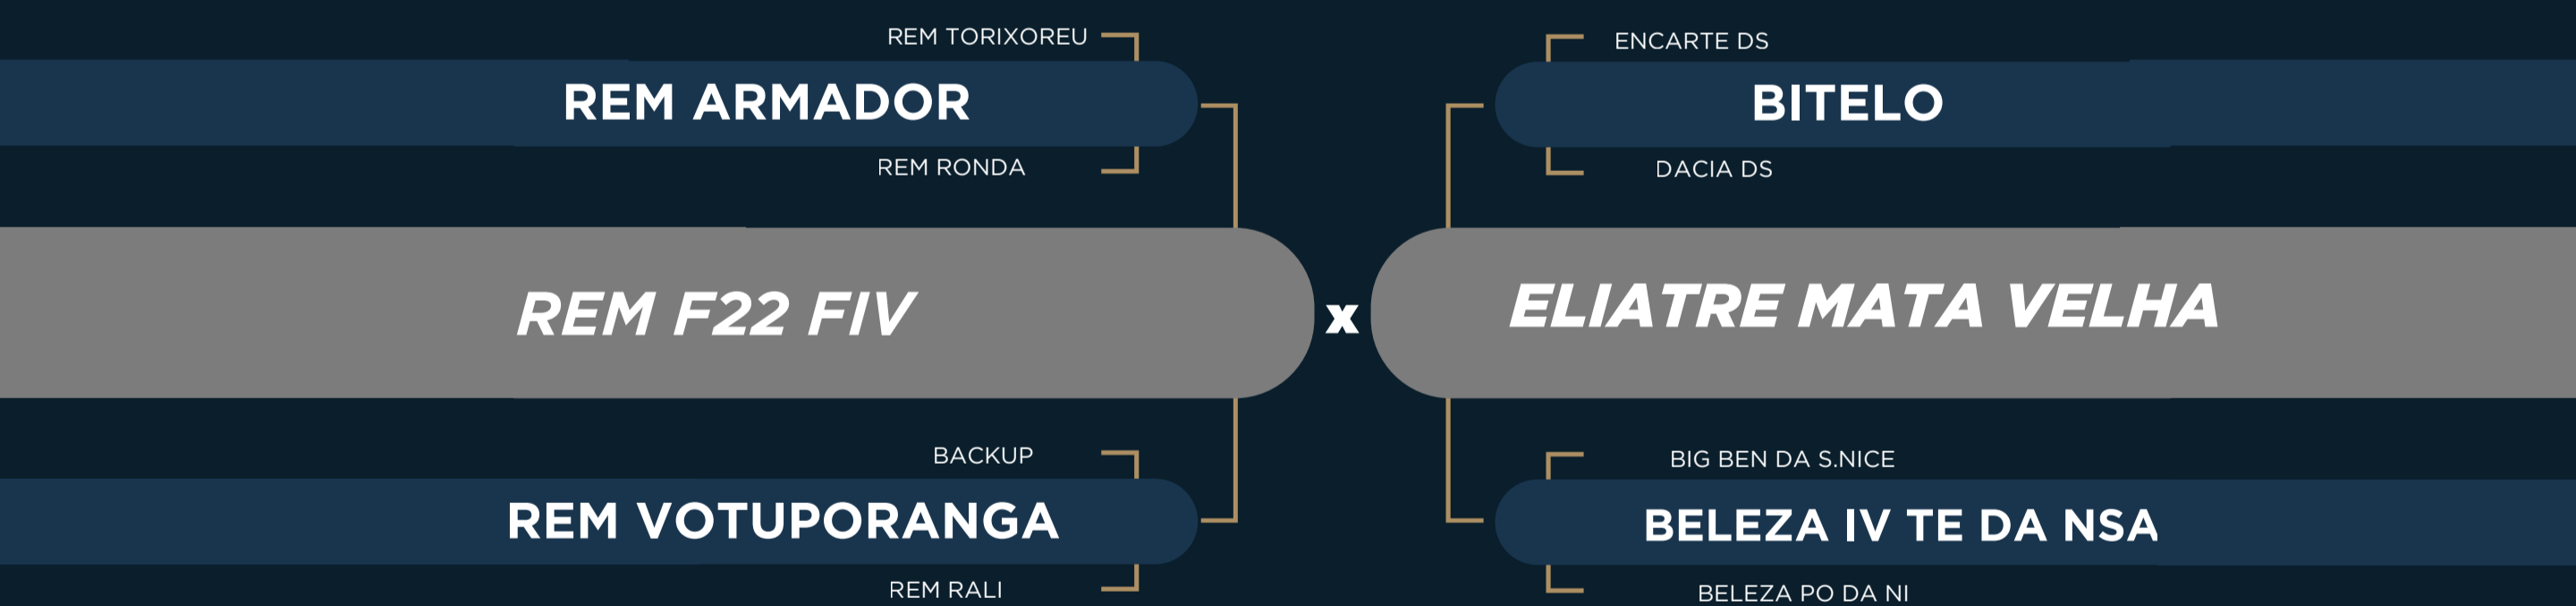 REM TORIXOREU
REM ARMADOR
REM RONDA
REM F22 FIV
BACKUP
REM VOTUPORANGA
REM RALI
x
ENCARTE DS
BITELO
DACIA DS
ELIATRE MATA VELHA
BIG BEN DA S.NICE
BELEZA IV TE DA NSA
BELEZA PO DA NI